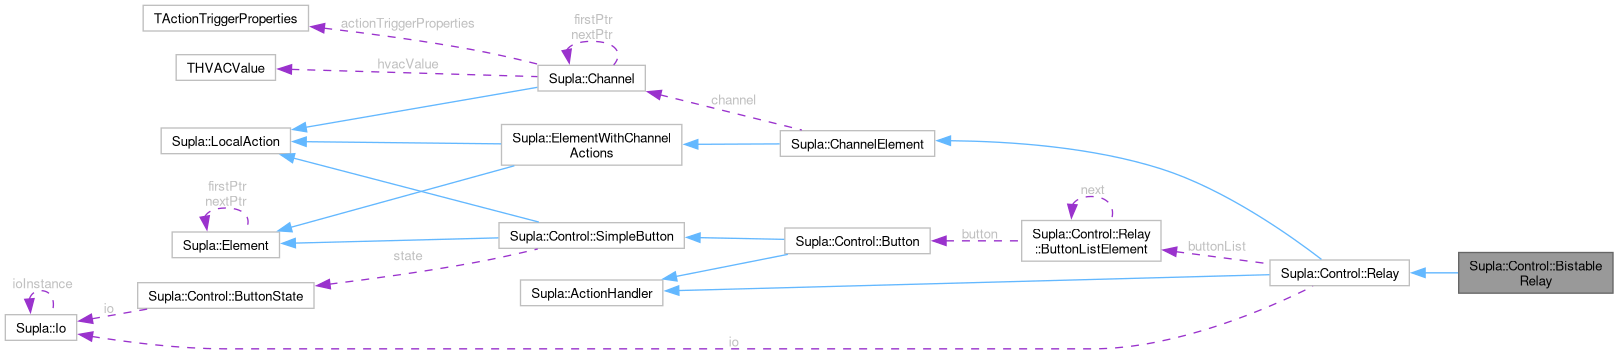 TActionTriggerProperties
actionTriggerProperties
firstPtr
nextPtr
THVACValue
hvacValue
Supla::Channel
channel
Supla::LocalAction
Supla::ElementWithChannel
Actions
Supla::ChannelElement
firstPtr
nextPtr
Supla::Element
Supla::Control::SimpleButton
Supla::Control::Button
button
next
Supla::Control::Relay
::ButtonListElement
buttonList
Supla::Control::Relay
Supla::Control::Bistable
Relay
state
ioInstance
Supla::Control::ButtonState
Supla::ActionHandler
io
Supla::Io
io